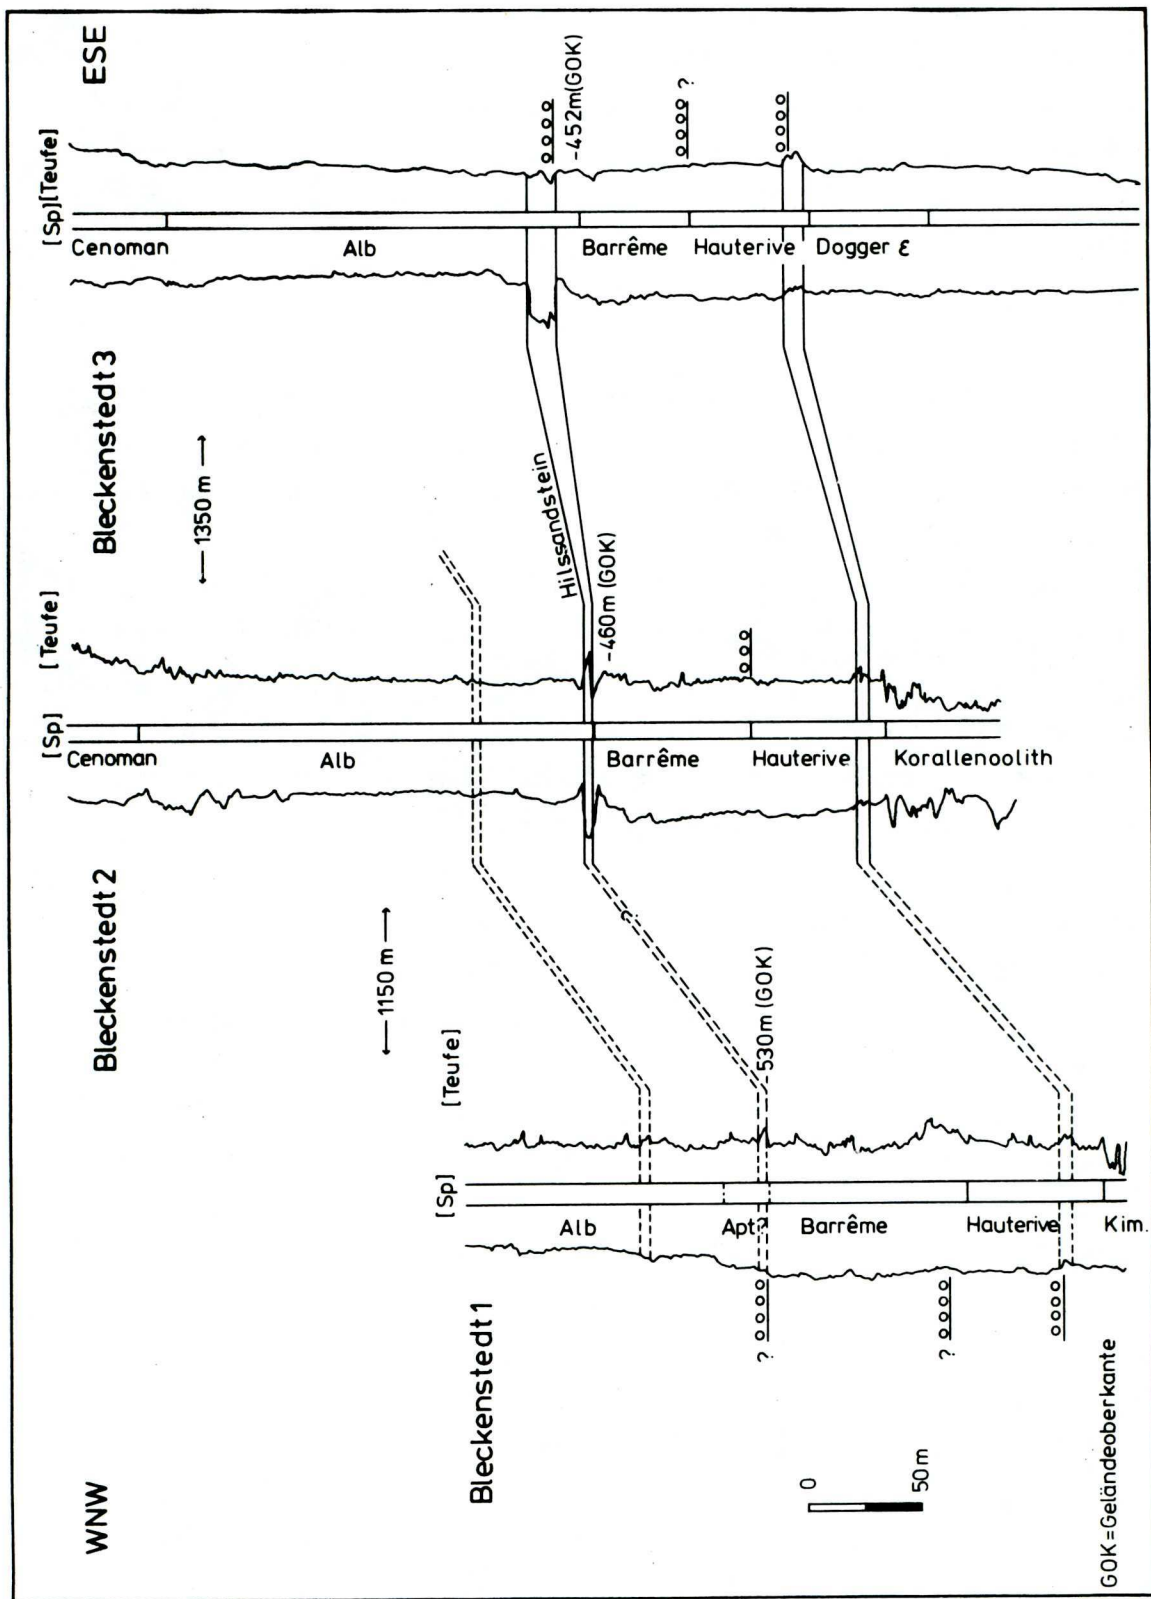 WNW
ESE
Bleckenstedt 1
Bleckenstedt 2
Bleckenstedt 3
←1150 m→
←1350 m→
[Sp]
[Teufe]
Alb
Apt?
Barrême
Hauterive
Kim.
-530m (GOK)
?
?
[Sp]
[Teufe]
Cenoman
Alb
Barrême
Hauterive
Korallenoolith
-460m (GOK)
Hilssandstein
[Sp]
[Teufe]
Cenoman
Alb
Barrême
Hauterive
Dogger ε
-452m (GOK)
?
0
50m
GOK = Geländeoberkante